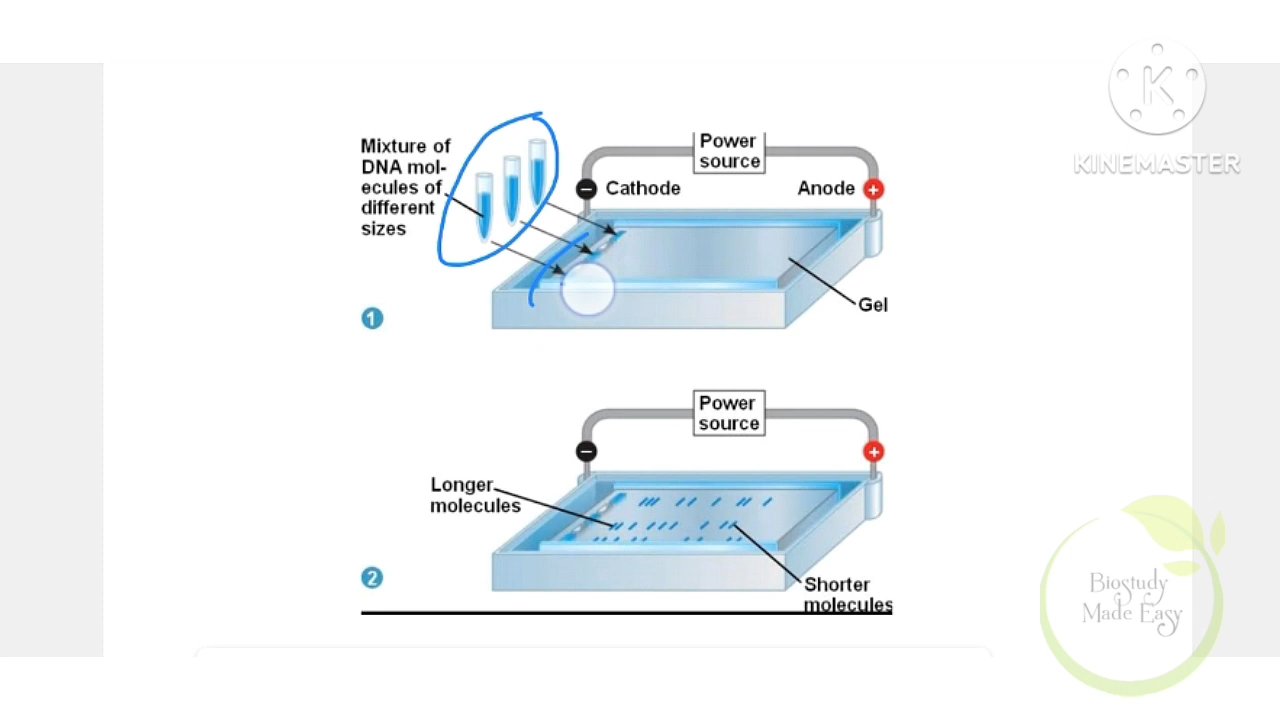 K
KINEMASTER
Mixture of
DNA mol-
ecules of
different
sizes
Power
source
− Cathode
Anode +
Gel
1
Power
source
− +
Longer
molecules
2
Shorter
molecules
Biostudy
Made Easy